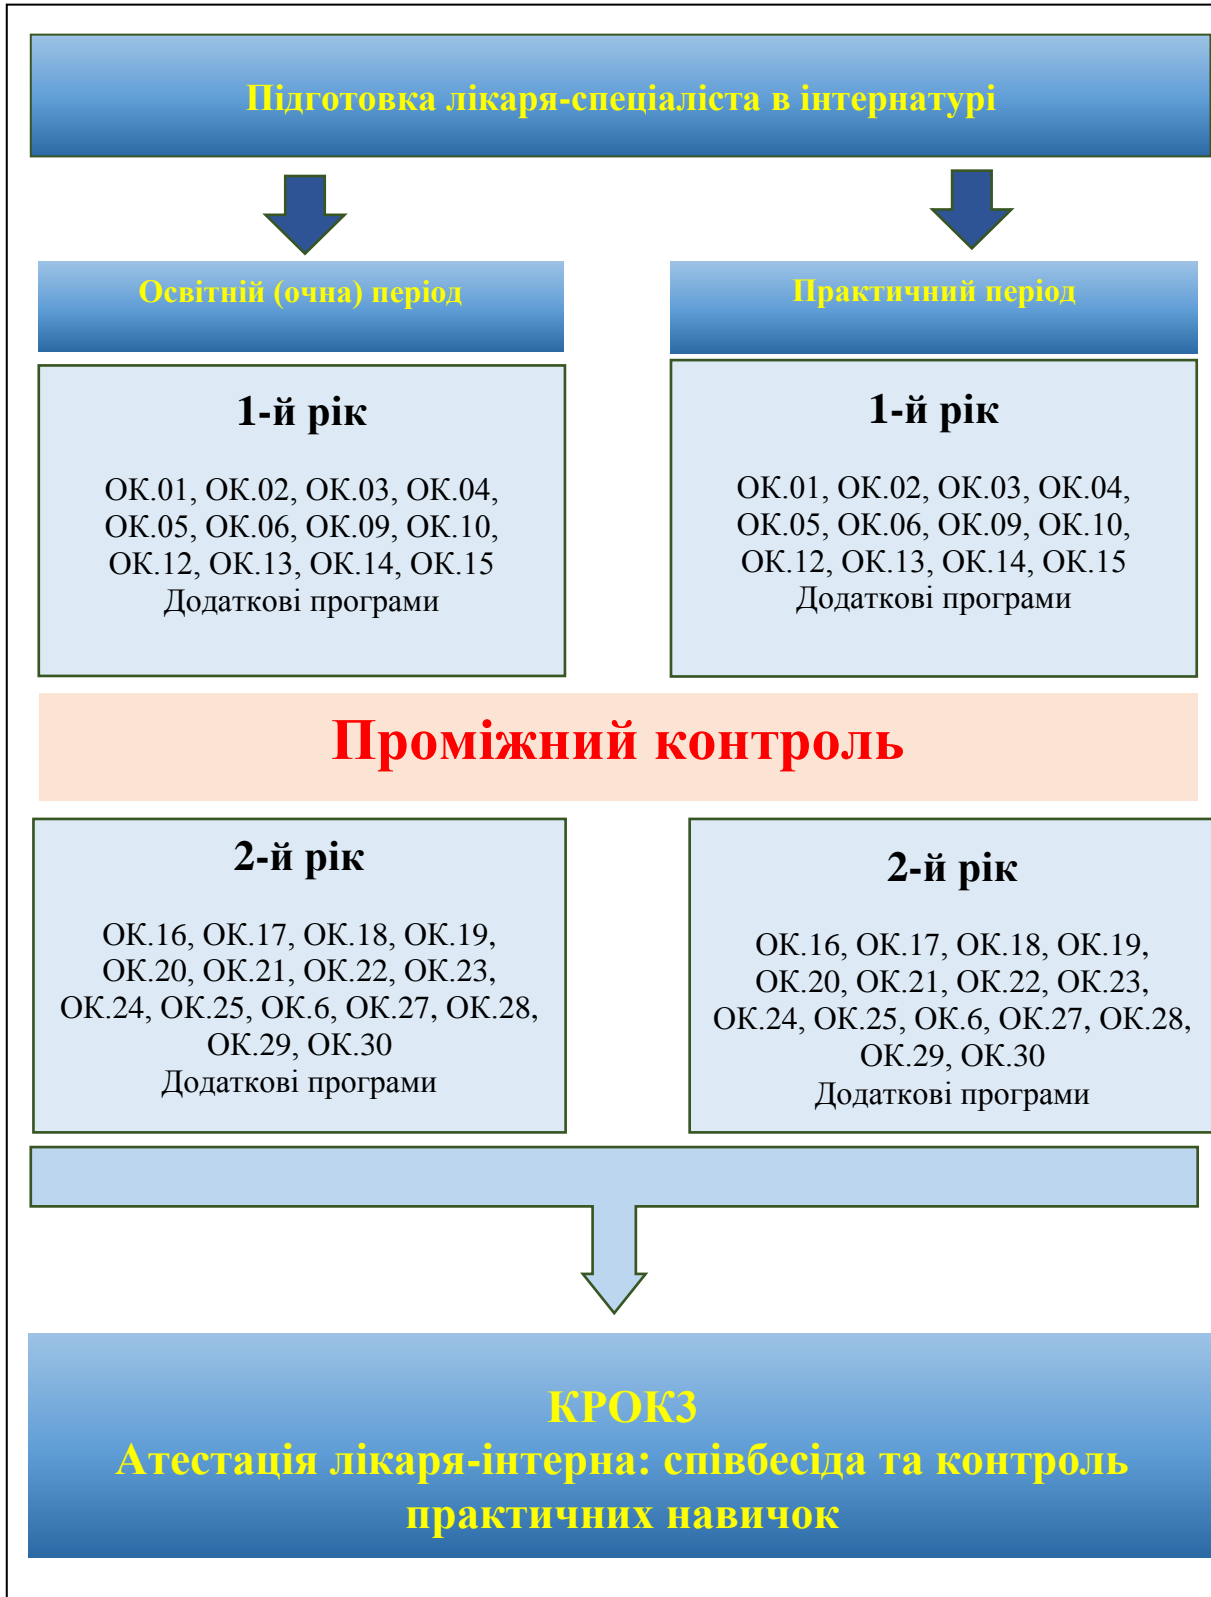 Підготовка лікаря-спеціаліста в інтернатурі
Освітній (очна) період
1-й рік
ОК.01, ОК.02, ОК.03, ОК.04,
ОК.05, ОК.06, ОК.09, ОК.10,
ОК.12, ОК.13, ОК.14, ОК.15
Додаткові програми
Практичний період
1-й рік
ОК.01, ОК.02, ОК.03, ОК.04,
ОК.05, ОК.06, ОК.09, ОК.10,
ОК.12, ОК.13, ОК.14, ОК.15
Додаткові програми
Проміжний контроль
2-й рік
ОК.16, ОК.17, ОК.18, ОК.19,
ОК.20, ОК.21, ОК.22, ОК.23,
ОК.24, ОК.25, ОК.6, ОК.27, ОК.28,
ОК.29, ОК.30
Додаткові програми
2-й рік
ОК.16, ОК.17, ОК.18, ОК.19,
ОК.20, ОК.21, ОК.22, ОК.23,
ОК.24, ОК.25, ОК.6, ОК.27, ОК.28,
ОК.29, ОК.30
Додаткові програми
КРОК3
Атестація лікаря-інтерна: співбесіда та контроль
практичних навичок